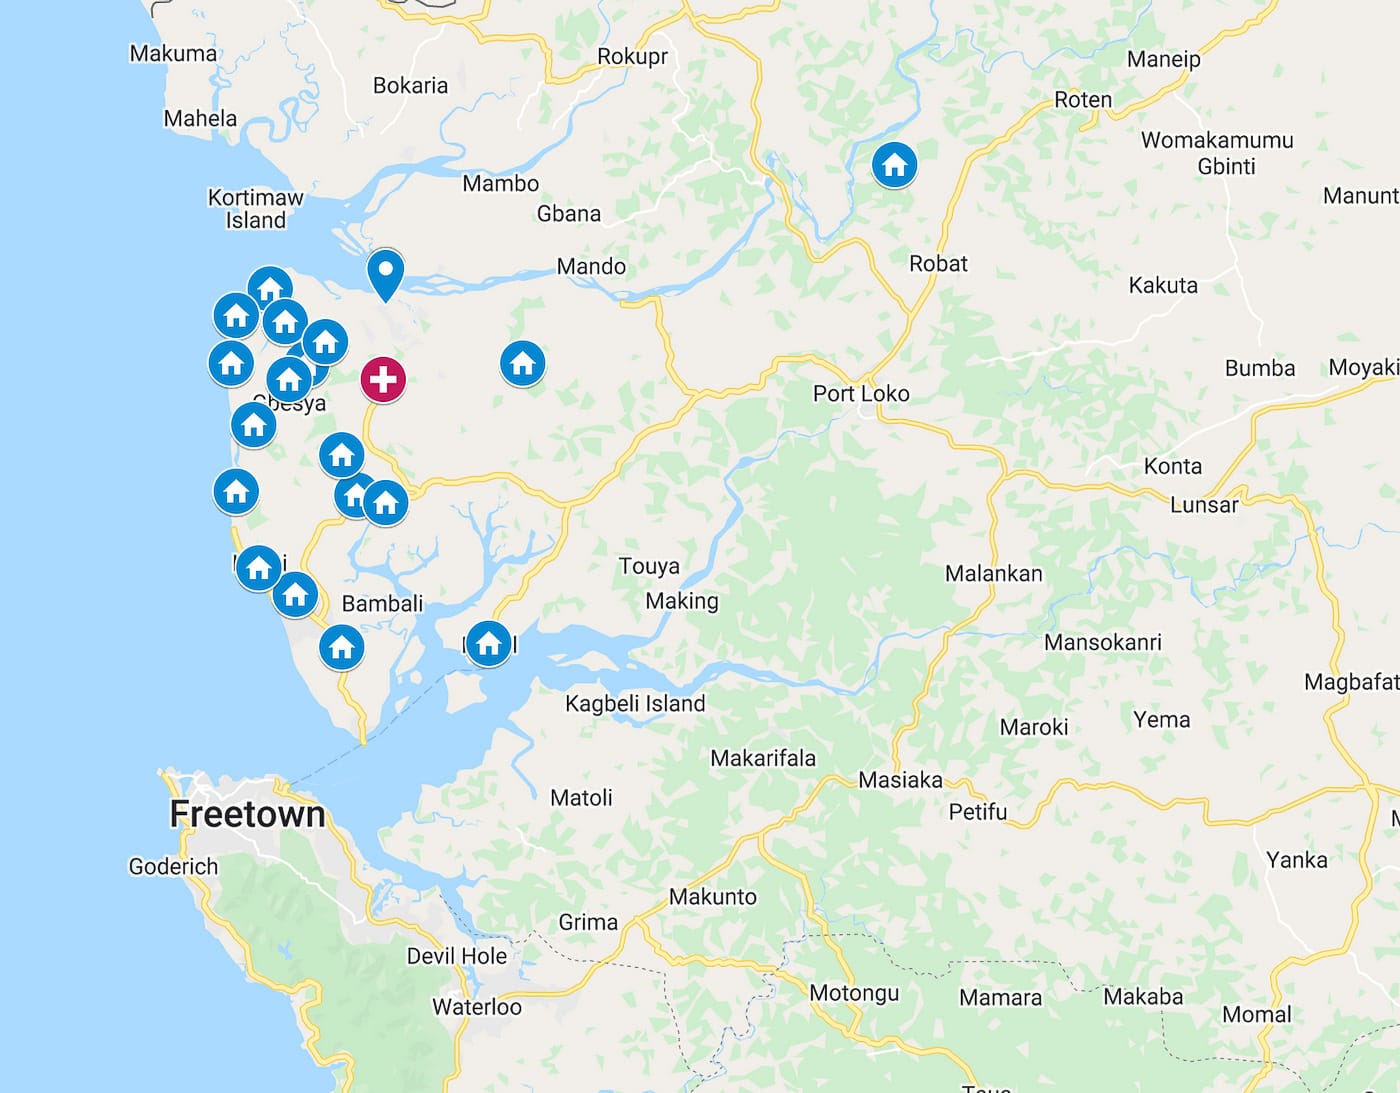 Makuma
Rokupr
Maneip
Bokaria
Roten
Mahela
Womakamumu
Gbinti
Mambo
Kortimaw
Island
Manunt
Gbana
Mando
Robat
Kakuta
Bumba
Moyaki
Port Loko
Gbesya
Konta
Lunsar
Touya
Malankan
Making
Bambali
Mansokanri
Magbafat
Kagbeli Island
Yema
Maroki
Makarifala
Masiaka
Matoli
Petifu
Freetown
Yanka
Goderich
Makunto
Grima
Devil Hole
Motongu
Mamara
Makaba
Waterloo
Momal